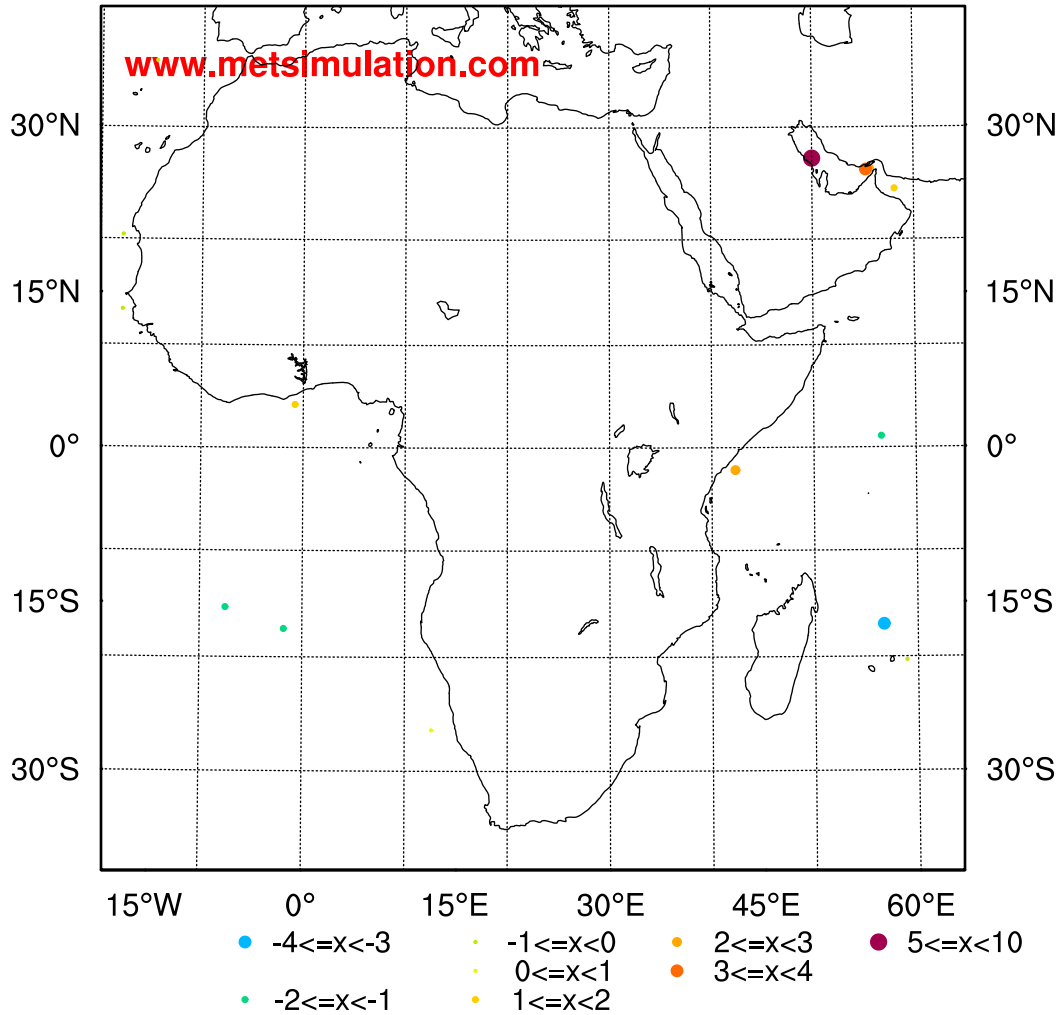 www.metsimulation.com
30°N 30°N
15°N 15°N
0° 0°
15°S 15°S
30°S 30°S
15°W 0° 15°E 30°E 45°E 60°E
-4<=x<-3 -1<=x<0 2<=x<3 5<=x<10
0<=x<1 3<=x<4
-2<=x<-1 1<=x<2